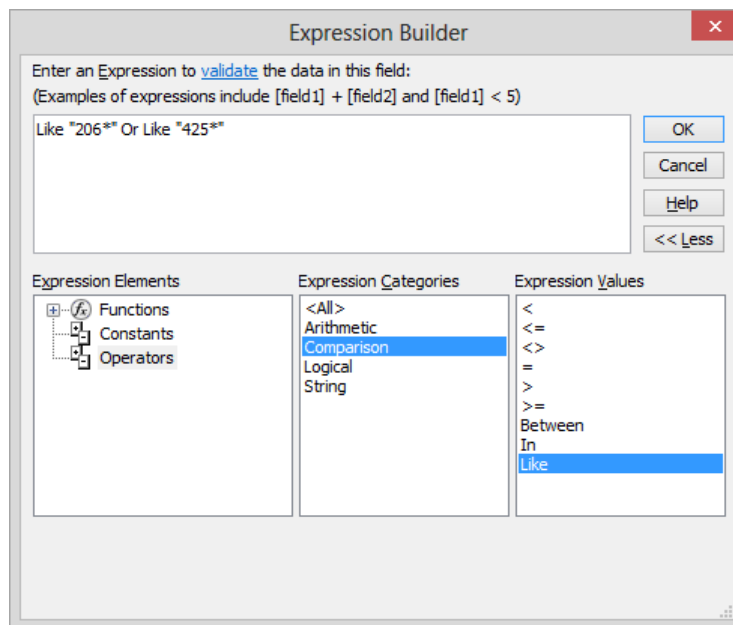 Expression Builder
Enter an Expression to validate the data in this field:
(Examples of expressions include [field1] + [field2] and [field1] < 5)
Like "206*" Or Like "425*"
OK
Cancel
Help
<< Less
Expression Elements
Functions
Constants
Operators
Expression Categories
<All>
Arithmetic
Comparison
Logical
String
Expression Values
<
<=
<>
=
>
>=
Between
In
Like